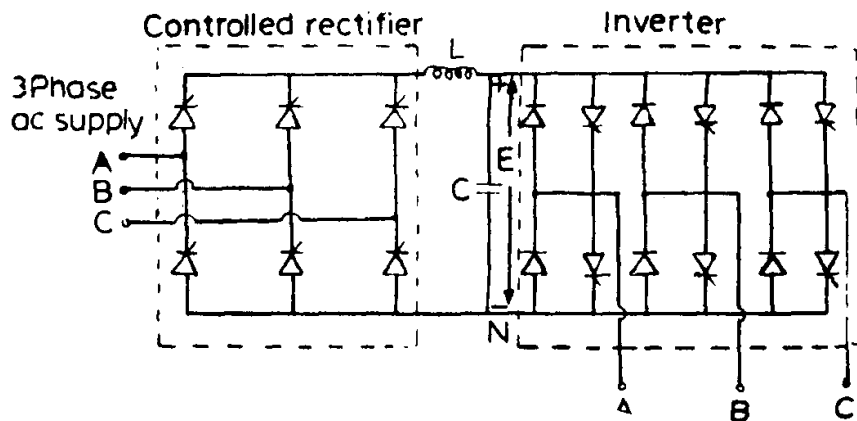 Controlled rectifier
Inverter
L
3Phase
ac supply
A
B
C
+
E
C
-
N
A
B
C